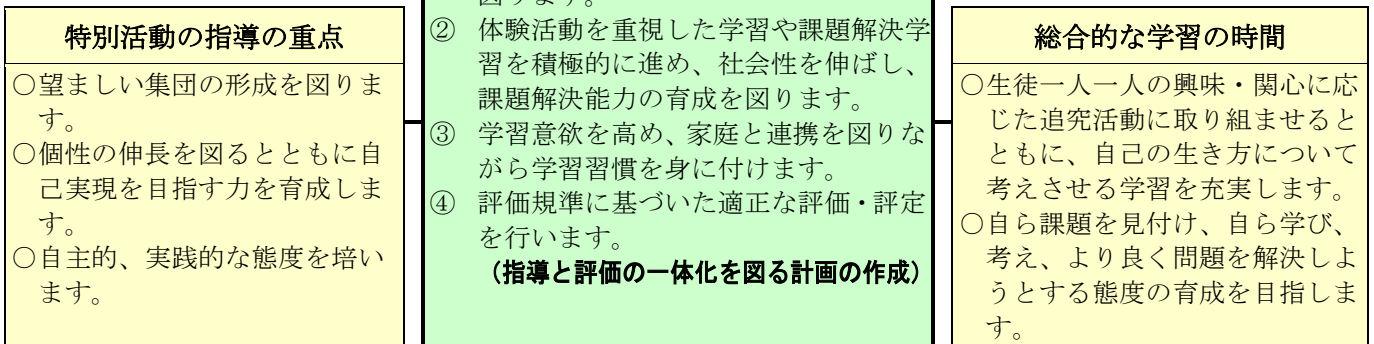 特別活動の指導の重点
○望ましい集団の形成を図りま
す。
○個性の伸長を図るとともに自
己実現を目指す力を育成しま
す。
○自主的、実践的な態度を培い
ます。
② 体験活動を重視した学習や課題解決学
習を積極的に進め、社会性を伸ばし、
課題解決能力の育成を図ります。
③ 学習意欲を高め、家庭と連携を図りな
がら学習習慣を身に付けます。
④ 評価規準に基づいた適正な評価・評定
を行います。
（指導と評価の一体化を図る計画の作成）
総合的な学習の時間
○生徒一人一人の興味・関心に応
じた追究活動に取り組ませると
ともに、自己の生き方について
考えさせる学習を充実します。
○自ら課題を見付け、自ら学び、
考え、より良く問題を解決しよ
うとする態度の育成を目指しま
す。